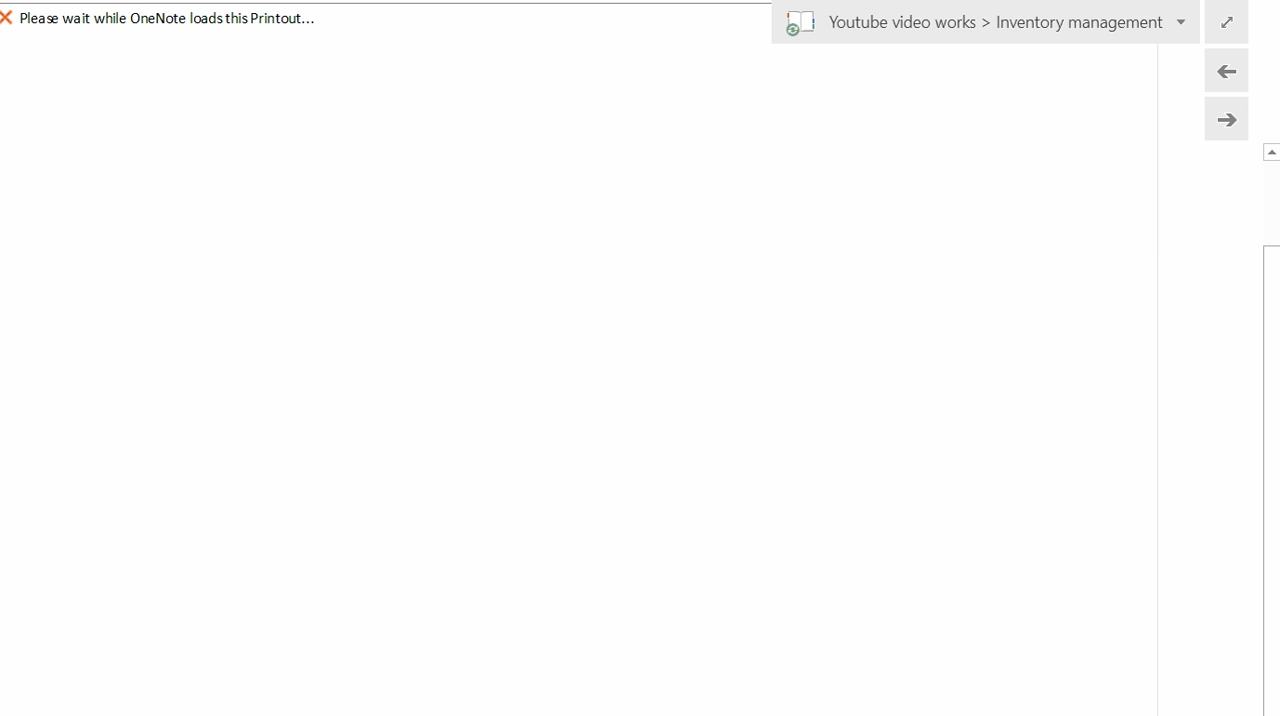 Please wait while OneNote loads this Printout...
Youtube video works > Inventory management